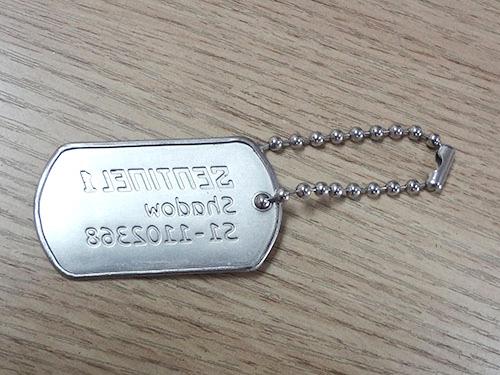 SENTINEL 1
Shadow
S1-1102368